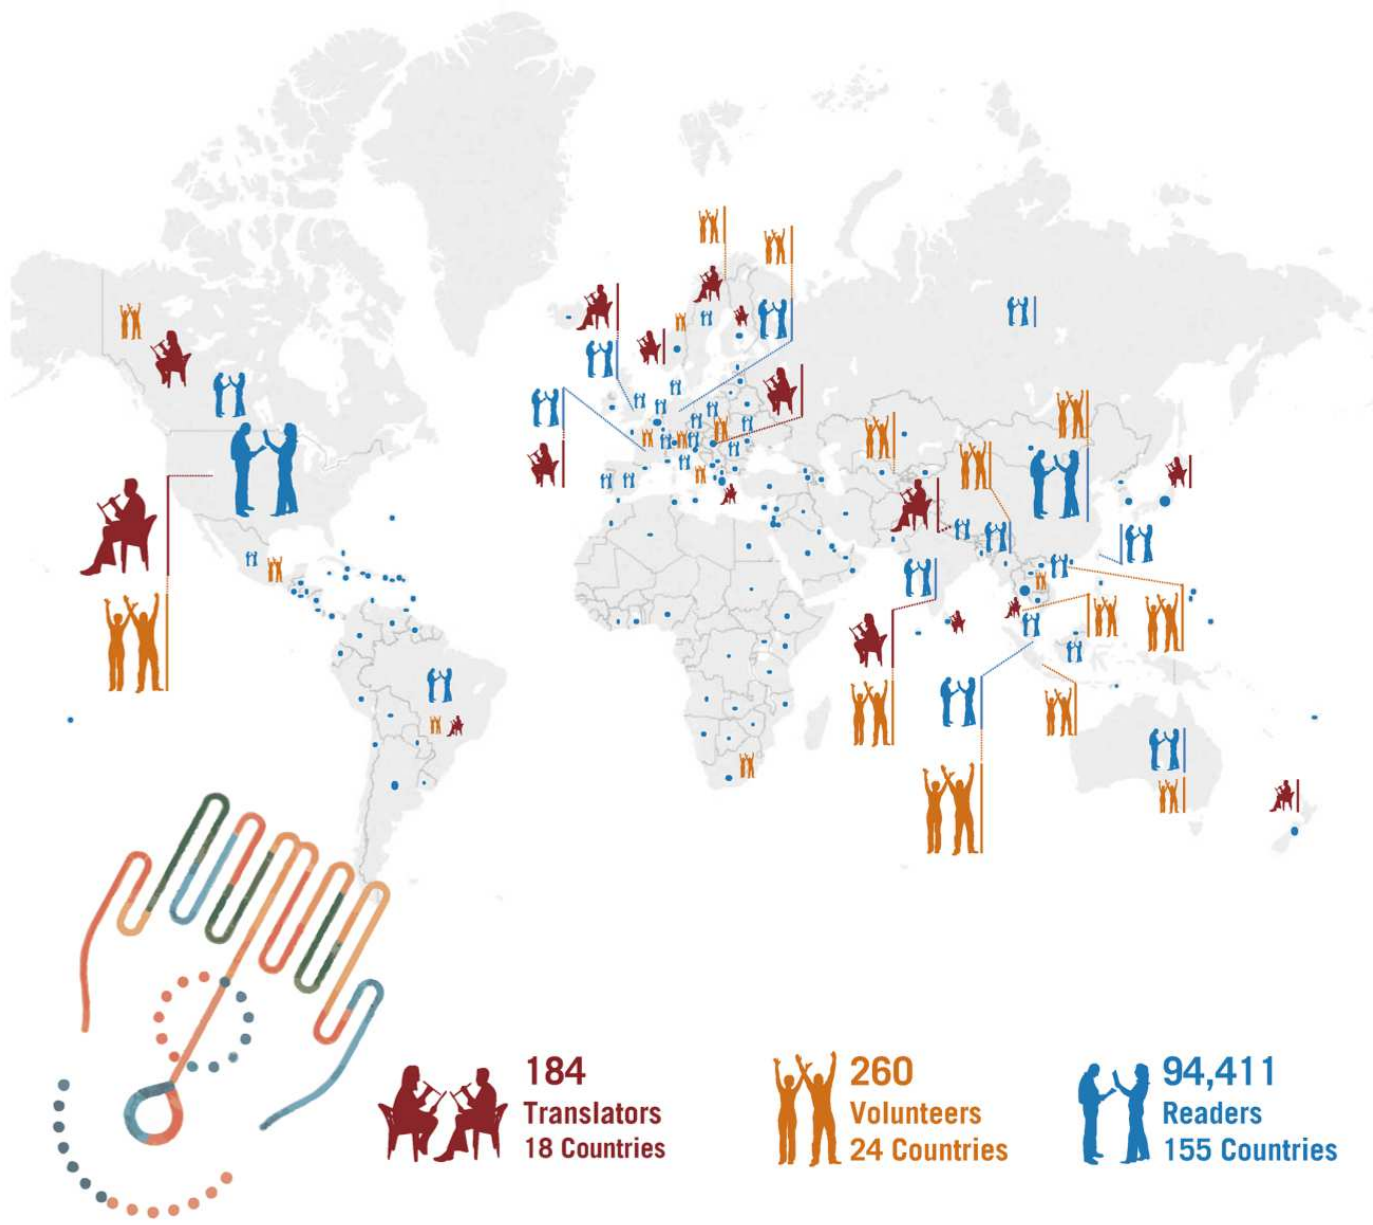 184
Translators
18 Countries
260
Volunteers
24 Countries
94,411
Readers
155 Countries